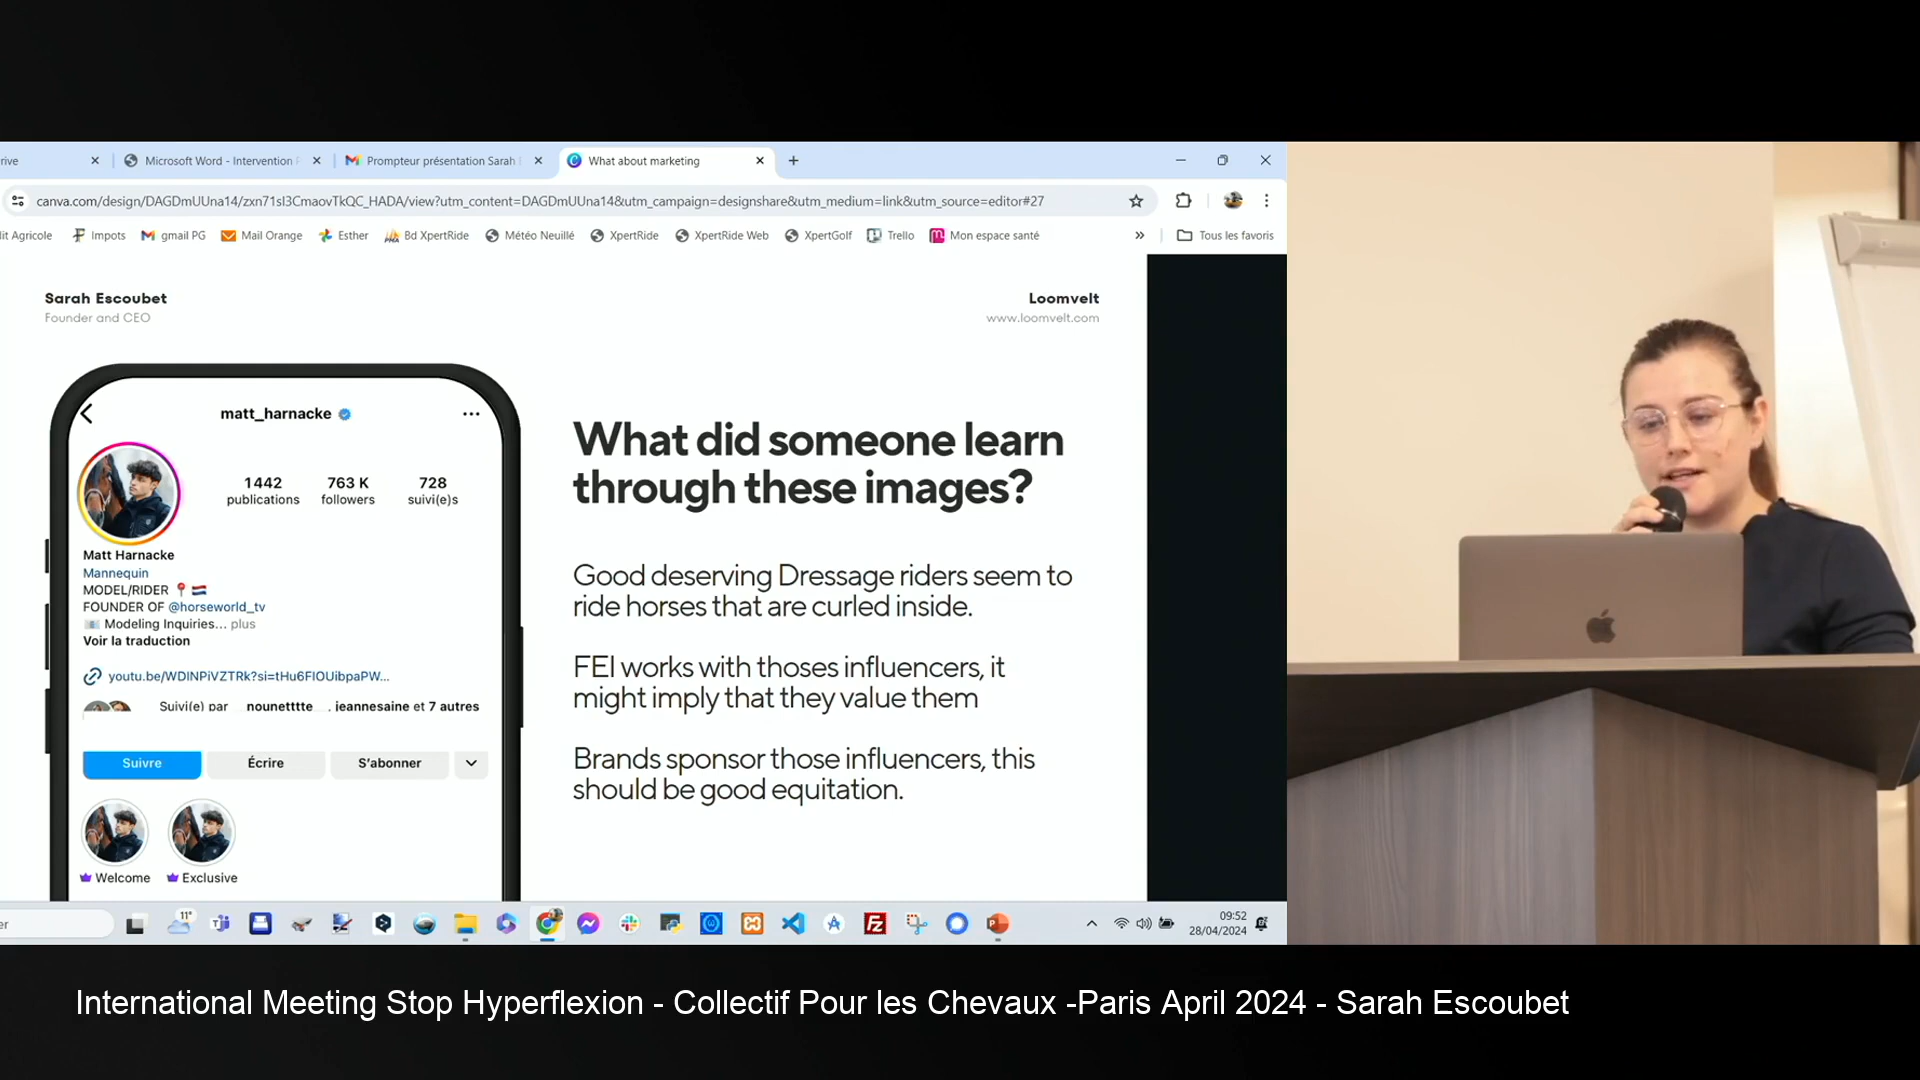 rive
Microsoft Word - Intervention
Prompteur présentation Sarah
What about marketing
canva.com/design/DAGDmUUna14/zxn71sI3CmaovTkQC_HADA/view?utm_content=DAGDmUUna14&utm_campaign=designshare&utm_medium=link&utm_source=editor#27
it Agricole
Impots
gmail PG
Mail Orange
Esther
Bd XpertRide
Météo Neuillé
XpertRide
XpertRide Web
XpertGolf
Trello
Mon espace santé
»
Tous les favoris
Sarah Escoubet
Founder and CEO
Loomvelt
www.loomvelt.com
matt_harnacke
1442
publications
763 K
followers
728
suivi(e)s
Matt Harnacke
Mannequin
MODEL/RIDER
FOUNDER OF @horseworld_tv
Modeling Inquiries... plus
Voir la traduction
youtu.be/WDlNPiVZTRk?si=tHu6FIOUibpaPW...
Suivi(e) par nounetttte , jeannesaine et 7 autres
Suivre
Écrire
S'abonner
Welcome
Exclusive
What did someone learn
through these images?
Good deserving Dressage riders seem to
ride horses that are curled inside.
FEI works with thoses influencers, it
might imply that they value them
Brands sponsor those influencers, this
should be good equitation.
er
11°
09:52
28/04/2024
International Meeting Stop Hyperflexion - Collectif Pour les Chevaux -Paris April 2024 - Sarah Escoubet